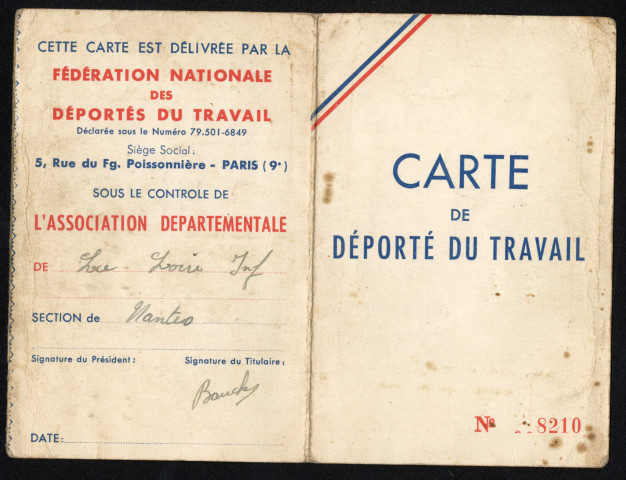 CETTE CARTE EST DÉLIVRÉE PAR LA
FÉDÉRATION NATIONALE
DES
DÉPORTÉS DU TRAVAIL
Déclarée sous le Numéro 79.501-6849
Siège Social :
5, Rue du Fg. Poissonnière - PARIS (9e)
SOUS LE CONTROLE DE
L'ASSOCIATION DEPARTEMENTALE
DE Loire Inf
SECTION de Nantes
Signature du Président : Signature du Titulaire :
DATE :
CARTE
DE
DÉPORTÉ DU TRAVAIL
No 8210